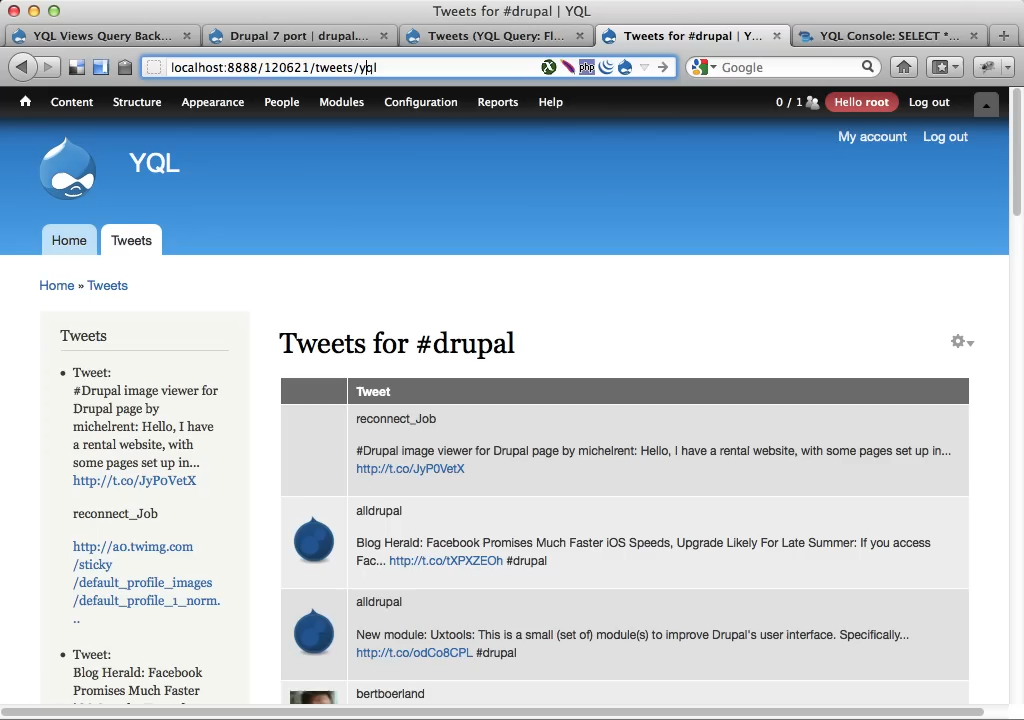 Tweets for #drupal | YQL
YQL Views Query Back...
Drupal 7 port | drupal....
Tweets (YQL Query: Fl...
Tweets for #drupal | Y...
YQL Console: SELECT *...
localhost:8888/120621/tweets/yql
php
Google
Content
Structure
Appearance
People
Modules
Configuration
Reports
Help
0 / 1
Hello root
Log out
My account
Log out
YQL
Home
Tweets
Home » Tweets
Tweets
Tweet:
#Drupal image viewer for
Drupal page by
michelrent: Hello, I have
a rental website, with
some pages set up in...
http://t.co/JyP0VetX
reconnect_Job
http://a0.twimg.com
/sticky
/default_profile_images
/default_profile_1_norm.
..
Tweet:
Blog Herald: Facebook
Promises Much Faster
Tweets for #drupal
Tweet
reconnect_Job
#Drupal image viewer for Drupal page by michelrent: Hello, I have a rental website, with some pages set up in...
http://t.co/JyP0VetX
alldrupal
Blog Herald: Facebook Promises Much Faster iOS Speeds, Upgrade Likely For Late Summer: If you access
Fac... http://t.co/tXPXZEOh #drupal
alldrupal
New module: Uxtools: This is a small (set of) module(s) to improve Drupal's user interface. Specifically...
http://t.co/odCo8CPL #drupal
bertboerland